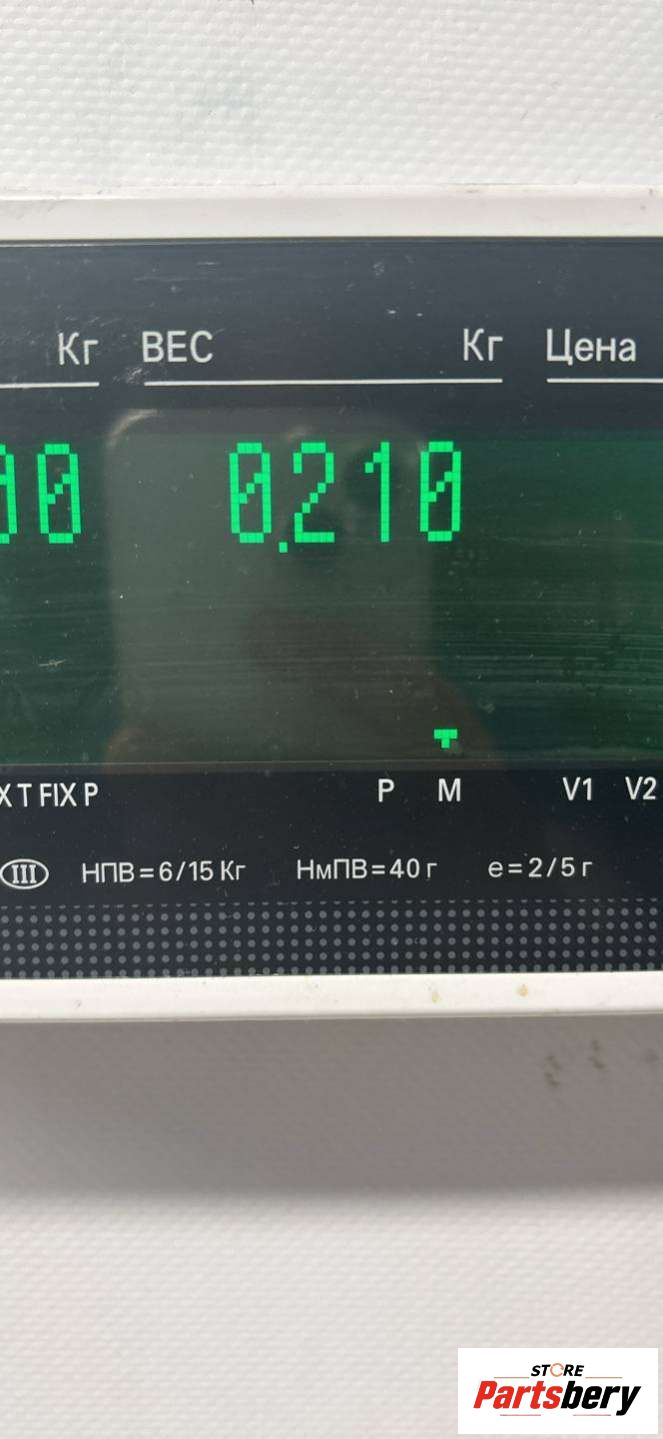 Кг ВЕС Кг Цена
00 0.210
X T FIX P P M V1 V2
III НПВ=6/15 Кг НмПВ=40 г e=2/5 г
STORE
Partsbery